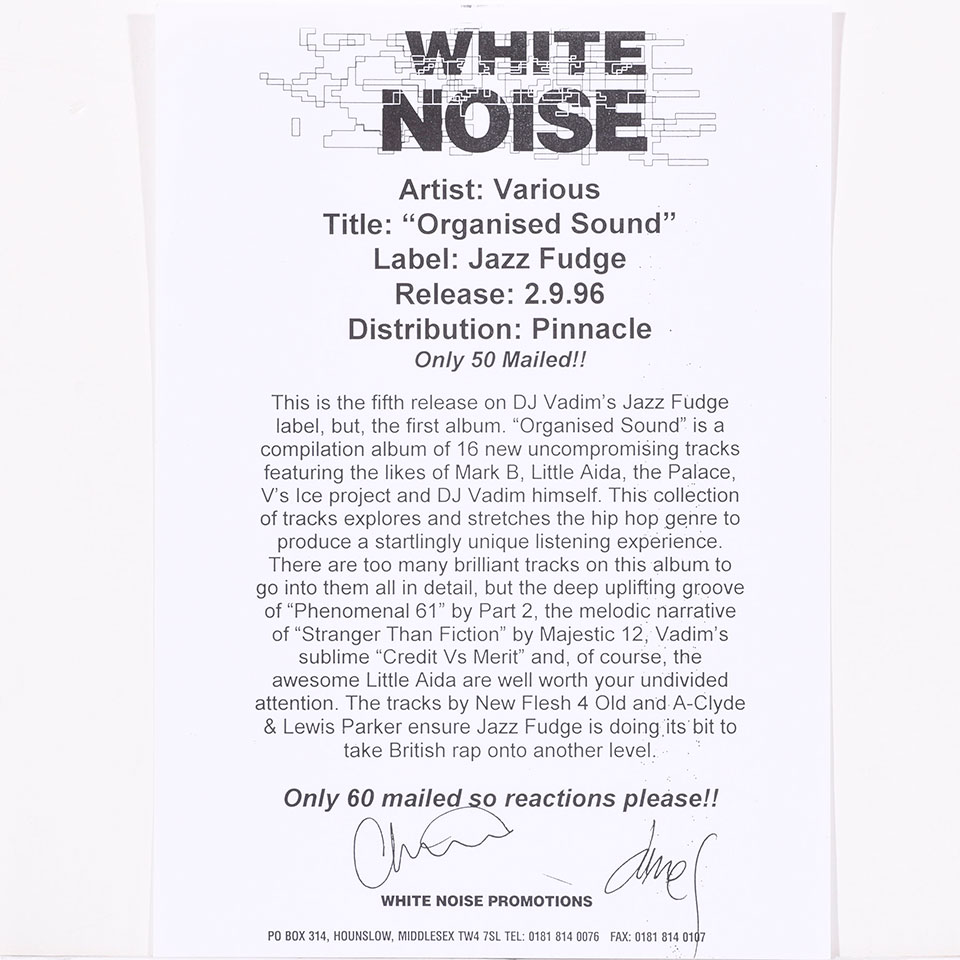 WHITE
NOISE
Artist: Various
Title: “Organised Sound”
Label: Jazz Fudge
Release: 2.9.96
Distribution: Pinnacle
Only 50 Mailed!!
This is the fifth release on DJ Vadim’s Jazz Fudge
label, but, the first album. “Organised Sound” is a
compilation album of 16 new uncompromising tracks
featuring the likes of Mark B, Little Aida, the Palace,
V’s Ice project and DJ Vadim himself. This collection
of tracks explores and stretches the hip hop genre to
produce a startlingly unique listening experience.
There are too many brilliant tracks on this album to
go into them all in detail, but the deep uplifting groove
of “Phenomenal 61” by Part 2, the melodic narrative
of “Stranger Than Fiction” by Majestic 12, Vadim’s
sublime “Credit Vs Merit” and, of course, the
awesome Little Aida are well worth your undivided
attention. The tracks by New Flesh 4 Old and A-Clyde
& Lewis Parker ensure Jazz Fudge is doing its bit to
take British rap onto another level.
Only 60 mailed so reactions please!!
WHITE NOISE PROMOTIONS
PO BOX 314, HOUNSLOW, MIDDLESEX TW4 7SL TEL: 0181 814 0076 FAX: 0181 814 0107